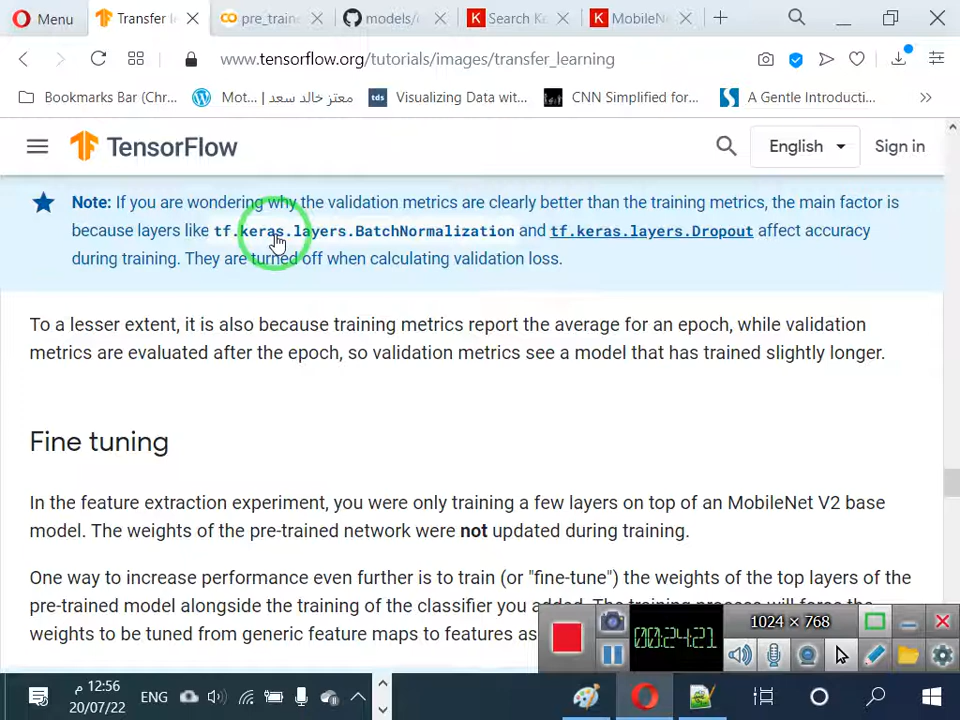 Menu
Transfer l
pre_traine
models/
Search Ke
MobileNe
www.tensorflow.org/tutorials/images/transfer_learning
Bookmarks Bar (Chr...
Mot... | معتز خالد سعد
tds
Visualizing Data wit...
CNN Simplified for...
A Gentle Introducti...
TensorFlow
English
Sign in
Note: If you are wondering why the validation metrics are clearly better than the training metrics, the main factor is
because layers like tf.keras.layers.BatchNormalization and tf.keras.layers.Dropout affect accuracy
during training. They are turned off when calculating validation loss.
To a lesser extent, it is also because training metrics report the average for an epoch, while validation
metrics are evaluated after the epoch, so validation metrics see a model that has trained slightly longer.
Fine tuning
In the feature extraction experiment, you were only training a few layers on top of an MobileNet V2 base
model. The weights of the pre-trained network were not updated during training.
One way to increase performance even further is to train (or "fine-tune") the weights of the top layers of the
pre-trained model alongside the training of the classifier you added. The training process will force the
weights to be tuned from generic feature maps to features as
00:24:21
1024 × 768
12:56 م
ENG
20/07/22